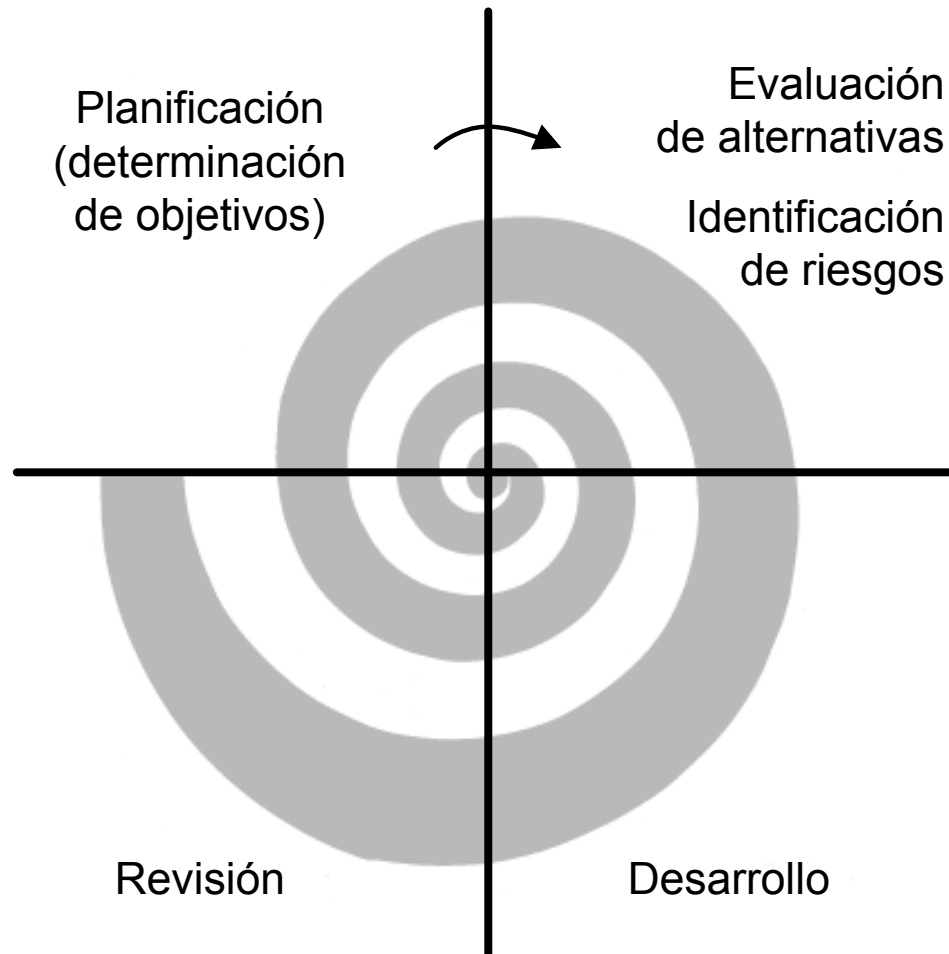 Planificación
(determinación
de objetivos)
Evaluación
de alternativas
Identificación
de riesgos
Revisión
Desarrollo